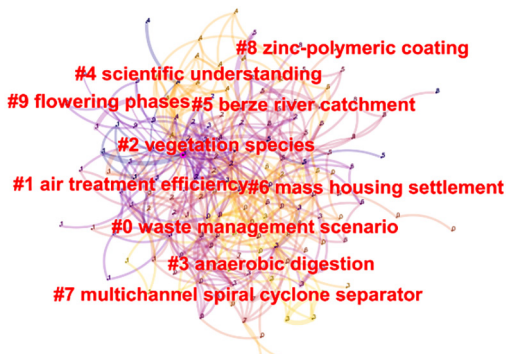 #8 zinc-polymeric coating
#4 scientific understanding
#9 flowering phases
#5 berze river catchment
#2 vegetation species
#1 air treatment efficiency
#6 mass housing settlement
#0 waste management scenario
#3 anaerobic digestion
#7 multichannel spiral cyclone separator